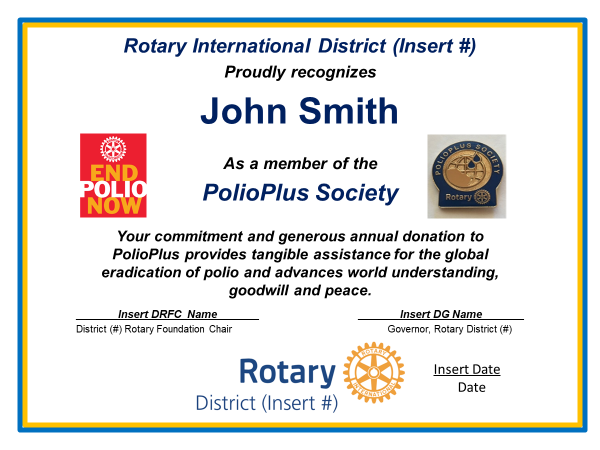 Rotary International District (Insert #)
Proudly recognizes
John Smith
As a member of the
PolioPlus Society
END
POLIO
NOW
POLIOPLUS SOCIETY
Rotary
Your commitment and generous annual donation to
PolioPlus provides tangible assistance for the global
eradication of polio and advances world understanding,
goodwill and peace.
Insert DRFC Name
District (#) Rotary Foundation Chair
Insert DG Name
Governor, Rotary District (#)
Rotary
District (Insert #)
ROTARY
INTERNATIONAL
Insert Date
Date